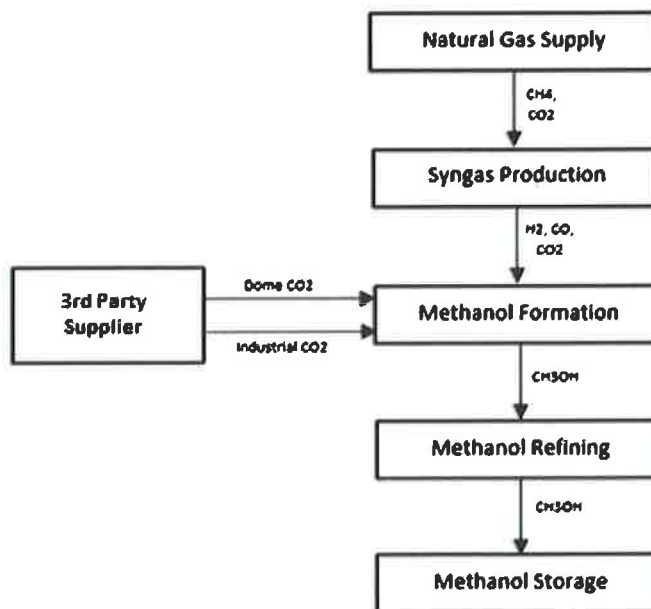 Natural Gas Supply
CH4,
CO2
Syngas Production
H2, CO,
CO2
3rd Party
Supplier
Dome CO2
Industrial CO2
Methanol Formation
CH3OH
Methanol Refining
CH3OH
Methanol Storage